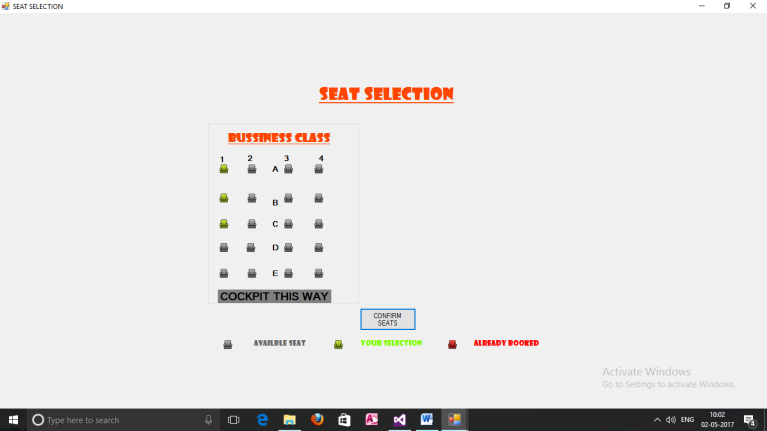 SEAT SELECTION
SEAT SELECTION
BUSSINESS CLASS
1 2 3 4
A
B
C
D
E
COCKPIT THIS WAY
CONFIRM
SEATS
AVAILBLE SEAT YOUR SELECTION ALREADY BOOKED
Activate Windows
Go to Settings to activate Windows.
Type here to search
ENG
10:02
02-05-2017
4